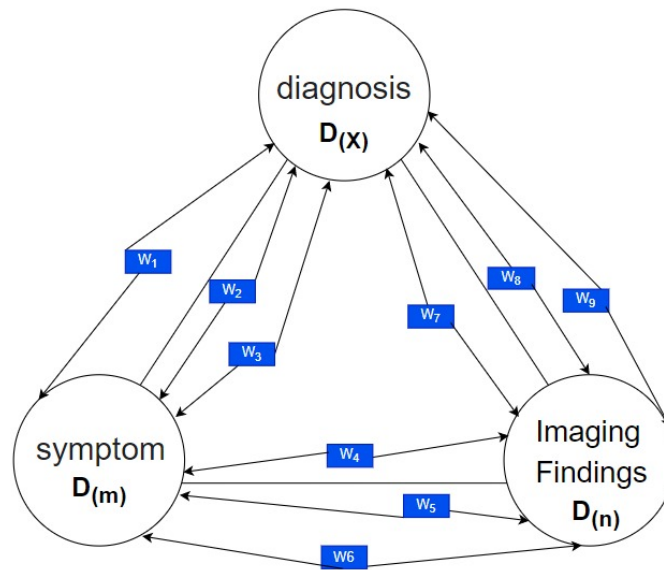 diagnosis
D(X)
W1
W2
W3
W7
W8
W9
symptom
D(m)
W4
W5
W6
Imaging
Findings
D(n)